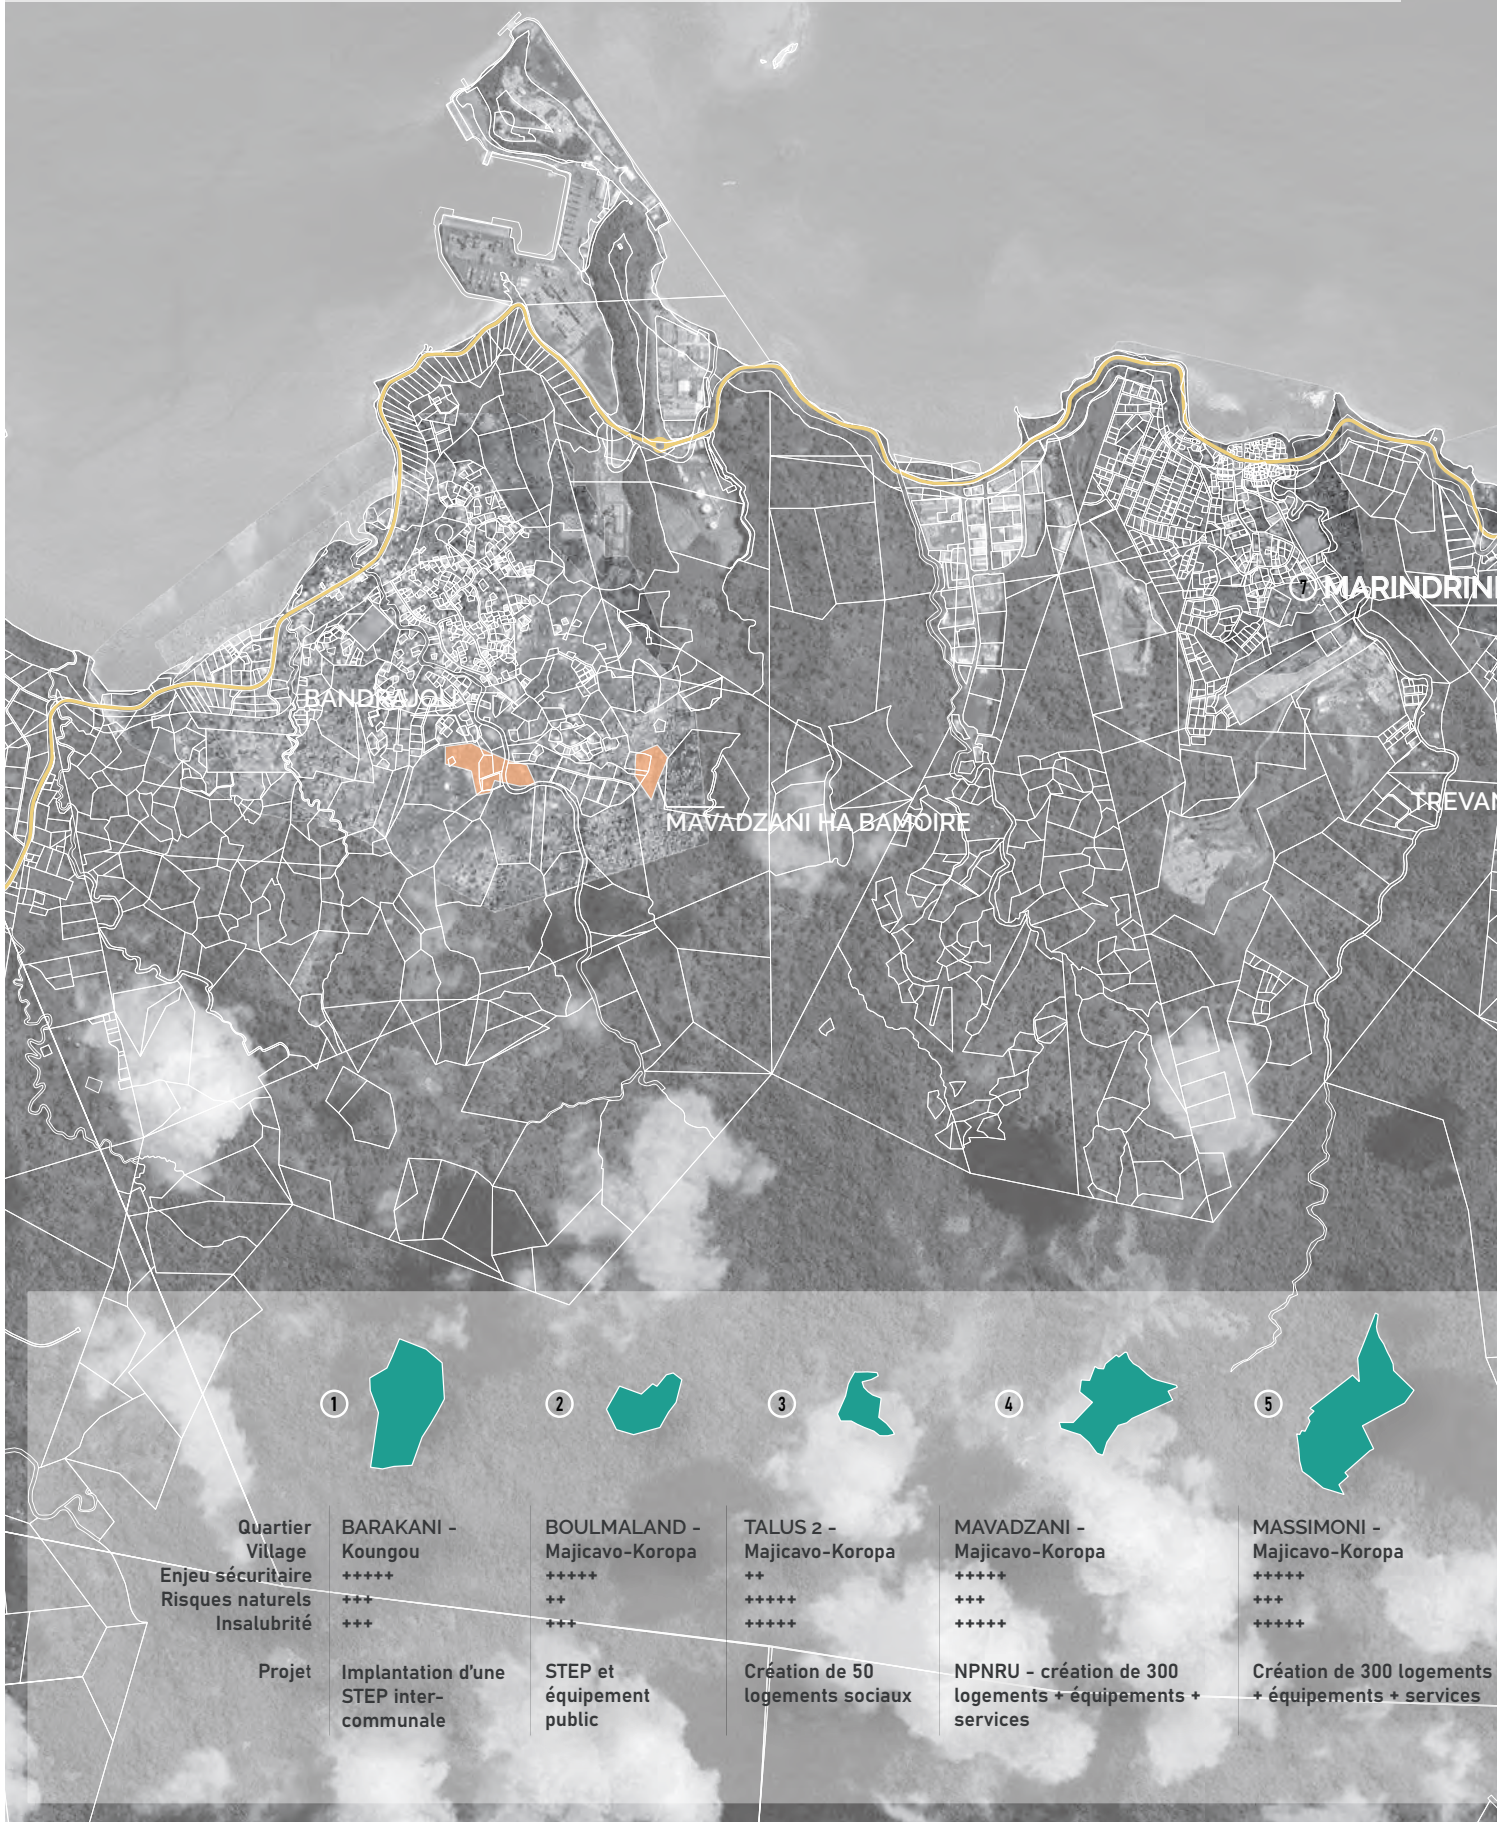 7 MARINDRINI
BANDRAJOU
TREVAN
MAVADZANI HA BAMOIRE
1
2
3
4
5
Quartier
Village
Enjeu sécuritaire
Risques naturels
Insalubrité
Projet
BARAKANI -
Koungou
+++++
+++
+++
Implantation d'une
STEP inter-
communale
BOULMALAND -
Majicavo-Koropa
+++++
++
+++
STEP et
équipement
public
TALUS 2 -
Majicavo-Koropa
++
+++++
+++++
Création de 50
logements sociaux
MAVADZANI -
Majicavo-Koropa
+++++
+++
+++++
NPNRU - création de 300
logements + équipements +
services
MASSIMONI -
Majicavo-Koropa
+++++
+++
+++++
Création de 300 logements
+ équipements + services